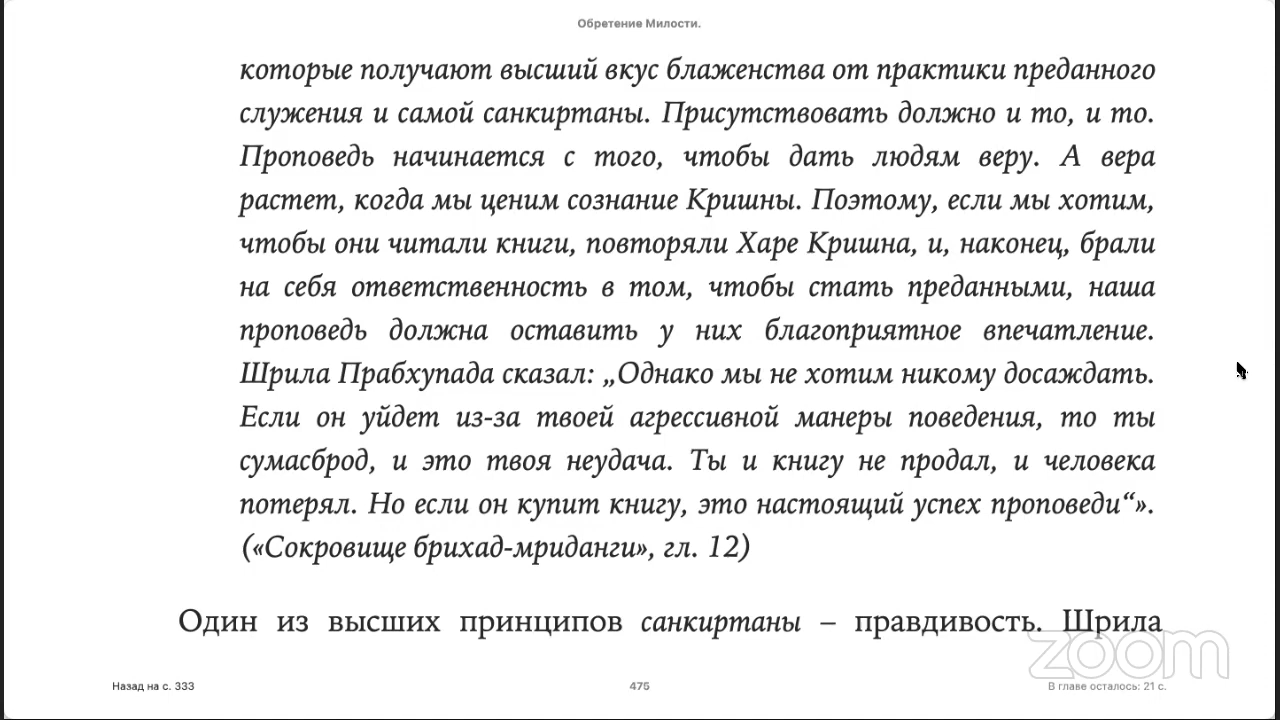 Обретение Милости.
которые получают высший вкус блаженства от практики преданного
служения и самой санкиртаны. Присутствовать должно и то, и то.
Проповедь начинается с того, чтобы дать людям веру. А вера
растет, когда мы ценим сознание Кришны. Поэтому, если мы хотим,
чтобы они читали книги, повторяли Харе Кришна, и, наконец, брали
на себя ответственность в том, чтобы стать преданными, наша
проповедь должна оставить у них благоприятное впечатление.
Шрила Прабхупада сказал: „Однако мы не хотим никому досаждать.
Если он уйдет из-за твоей агрессивной манеры поведения, то ты
сумасброд, и это твоя неудача. Ты и книгу не продал, и человека
потерял. Но если он купит книгу, это настоящий успех проповеди“».
(«Сокровище брихад-мриданги», гл. 12)
Один из высших принципов санкиртаны – правдивость. Шрила
zoom
Назад на с. 333
475
В главе осталось: 21 с.